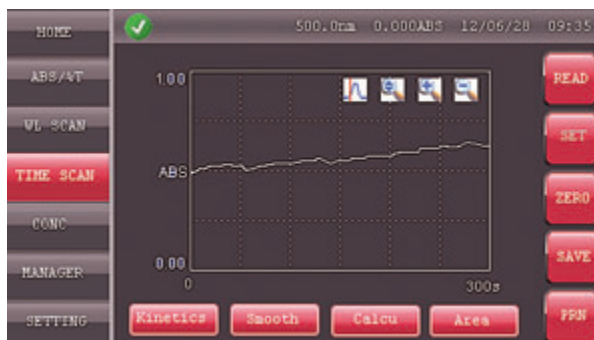 HOME
500.0nm 0.000ABS 12/06/28 09:35
ABS/%T
WL SCAN
TIME SCAN
CONC
MANAGER
SETTING
1.00
ABS
0.00
0
300s
READ
SET
ZERO
SAVE
PRN
Kinetics
Smooth
Calcu
Area